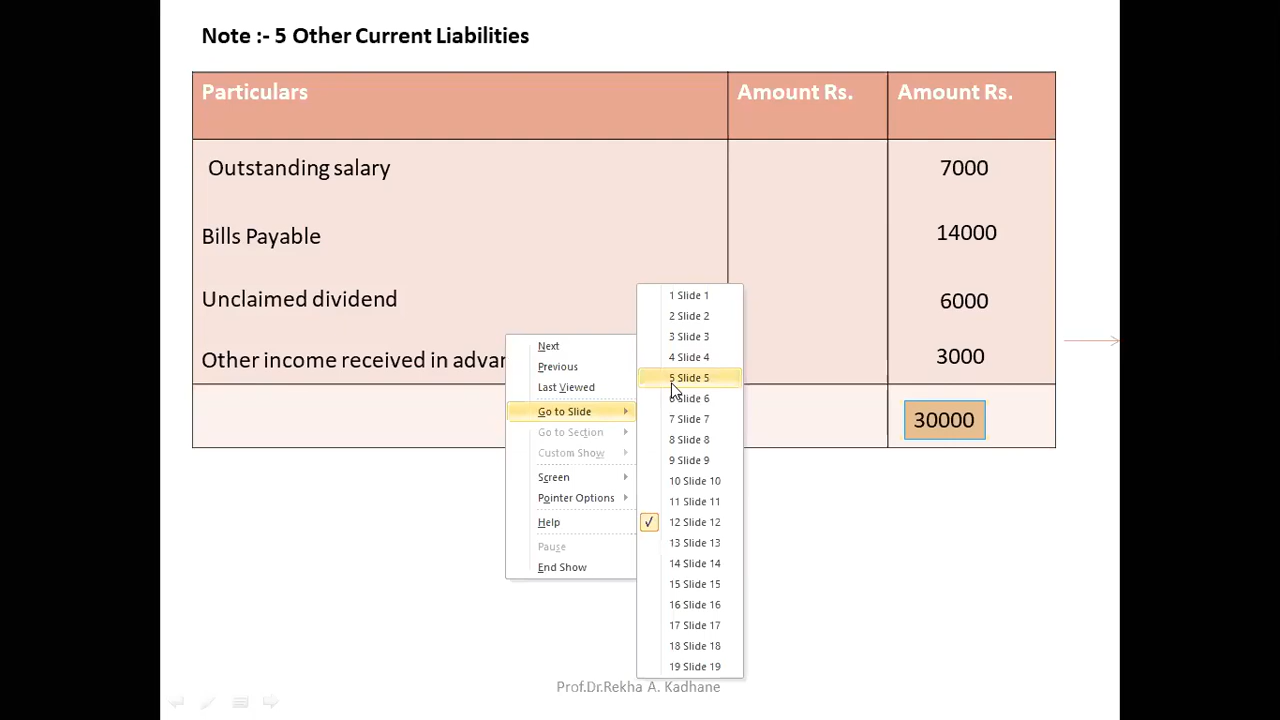 Note :- 5 Other Current Liabilities
Particulars Amount Rs. Amount Rs.
Outstanding salary 7000
Bills Payable 14000
Unclaimed dividend 6000
Other income received in advan 3000
30000
Next
Previous
Last Viewed
Go to Slide
Go to Section
Custom Show
Screen
Pointer Options
Help
Pause
End Show
1 Slide 1
2 Slide 2
3 Slide 3
4 Slide 4
5 Slide 5
6 Slide 6
7 Slide 7
8 Slide 8
9 Slide 9
10 Slide 10
11 Slide 11
✓ 12 Slide 12
13 Slide 13
14 Slide 14
15 Slide 15
16 Slide 16
17 Slide 17
18 Slide 18
19 Slide 19
Prof.Dr.Rekha A. Kadhane